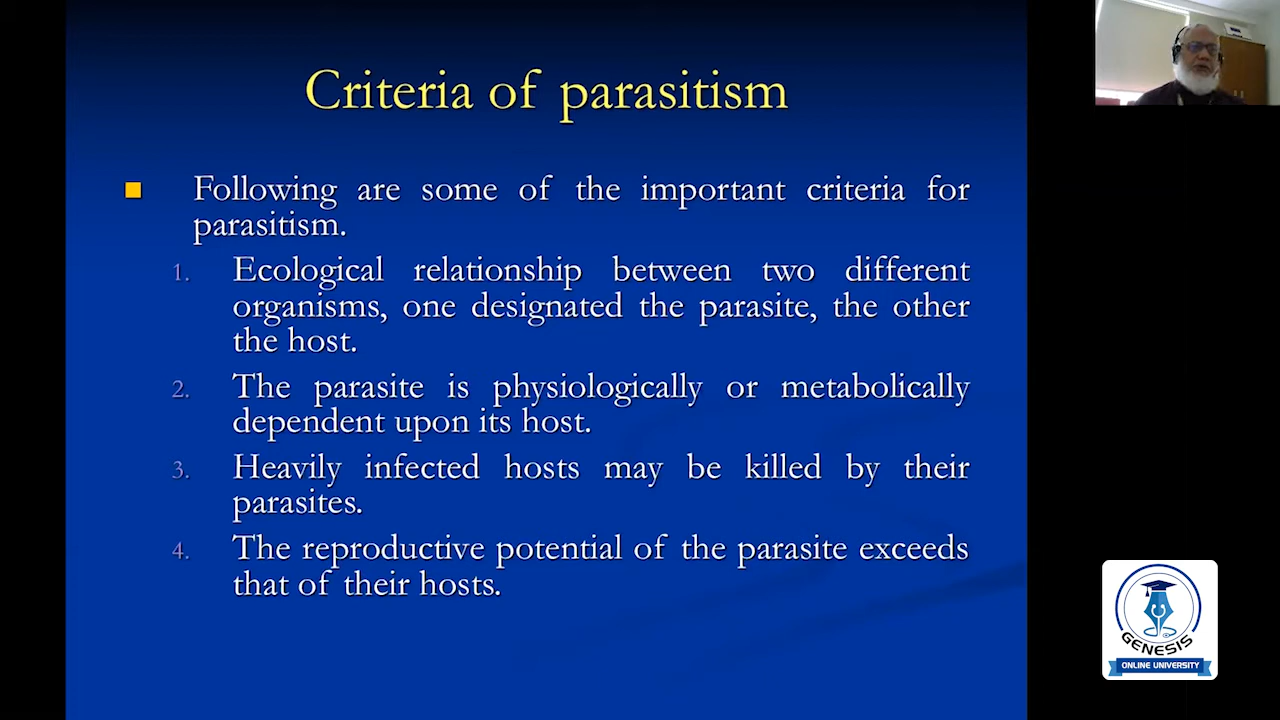 Criteria of parasitism
Following are some of the important criteria for
parasitism.
1. Ecological relationship between two different
organisms, one designated the parasite, the other
the host.
2. The parasite is physiologically or metabolically
dependent upon its host.
3. Heavily infected hosts may be killed by their
parasites.
4. The reproductive potential of the parasite exceeds
that of their hosts.
GENESIS
ONLINE UNIVERSITY